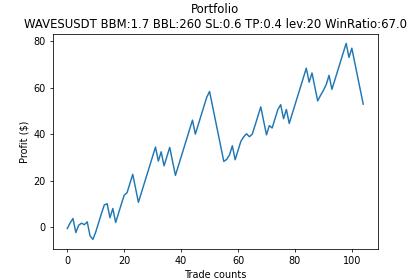 Portfolio
WAVESUSDT BBM:1.7 BBL:260 SL:0.6 TP:0.4 lev:20 WinRatio:67.0
80
60
40
20
0
Profit ($)
0 20 40 60 80 100
Trade counts